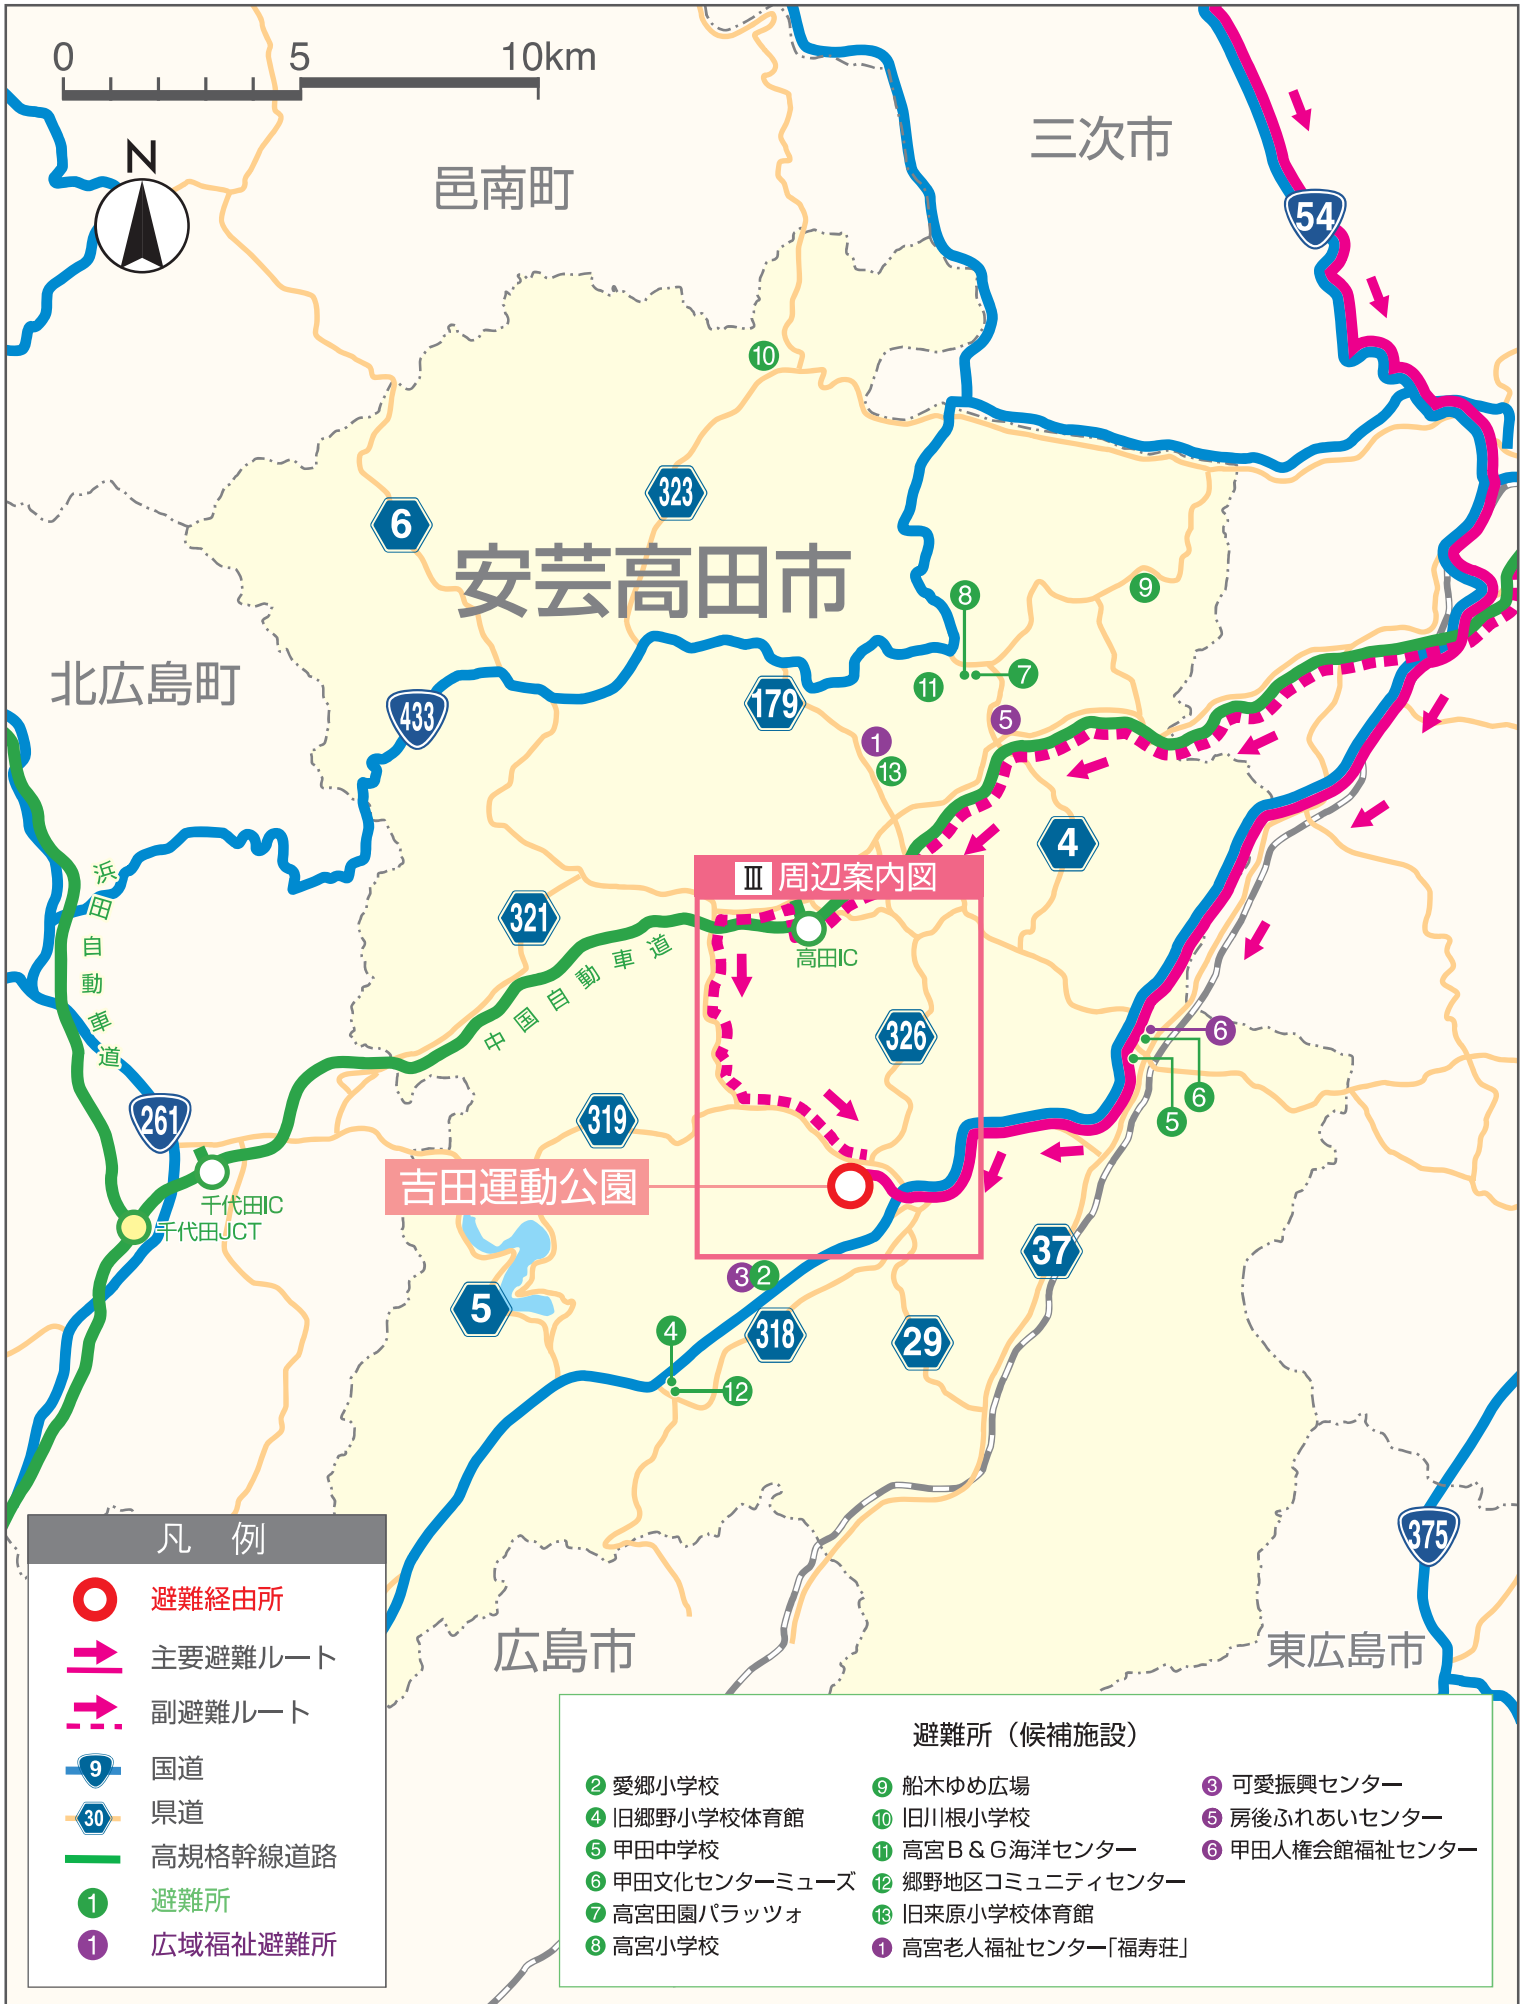 0 5 10km
N
三次市
邑南町
54
10
323
6
安芸高田市
9
8
7
11
北広島町
433
179
5
1
13
4
浜田自動車道
Ⅲ 周辺案内図
321
高田IC
中国自動車道
326
6
6
5
261
319
吉田運動公園
千代田IC
千代田JCT
37
3
2
5
318
29
4
12
375
広島市
東広島市
凡 例
避難経由所
主要避難ルート
副避難ルート
9 国道
30 県道
高規格幹線道路
1 避難所
1 広域福祉避難所
避難所（候補施設）
2 愛郷小学校
4 旧郷野小学校体育館
5 甲田中学校
6 甲田文化センターミューズ
7 高宮田園パラッツォ
8 高宮小学校
9 船木ゆめ広場
10 旧川根小学校
11 高宮B＆G海洋センター
12 郷野地区コミュニティセンター
13 旧来原小学校体育館
1 高宮老人福祉センター「福寿荘」
3 可愛振興センター
5 房後ふれあいセンター
6 甲田人権会館福祉センター